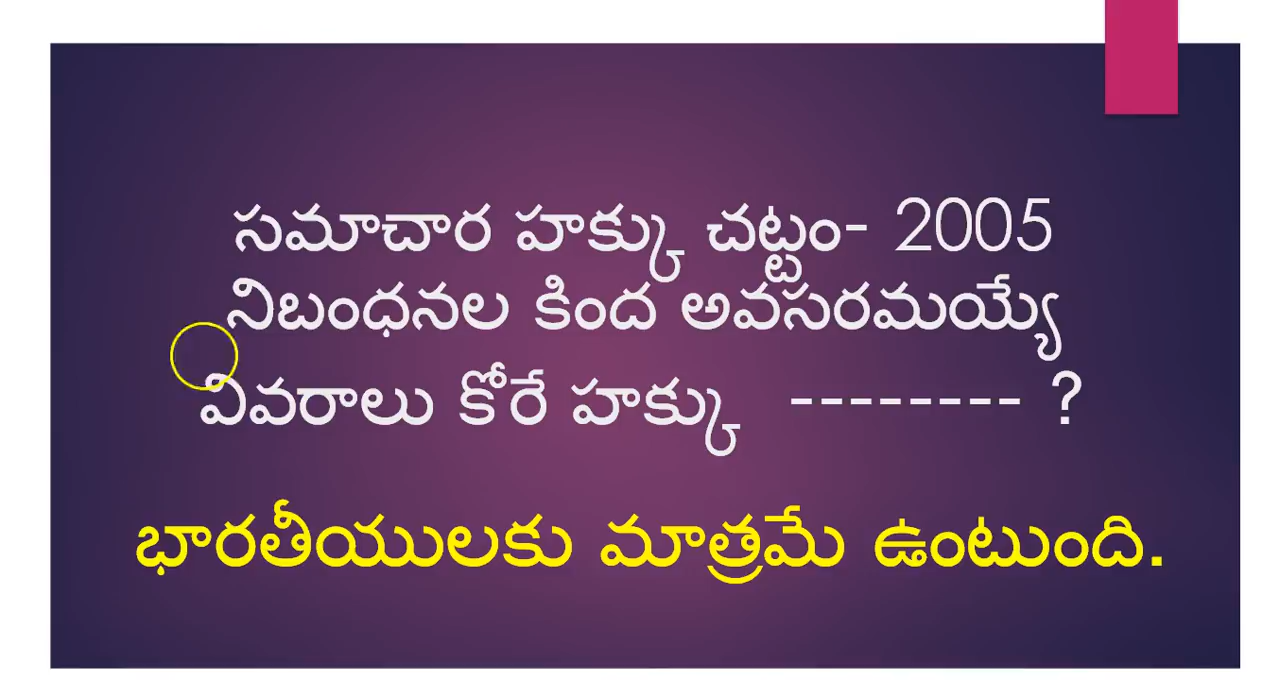 సమాచార హక్కు చట్టం- 2005
నిబంధనల కింద అవసరమయ్యే
వివరాలు కోరే హక్కు -------- ?
భారతీయులకు మాత్రమే ఉంటుంది.